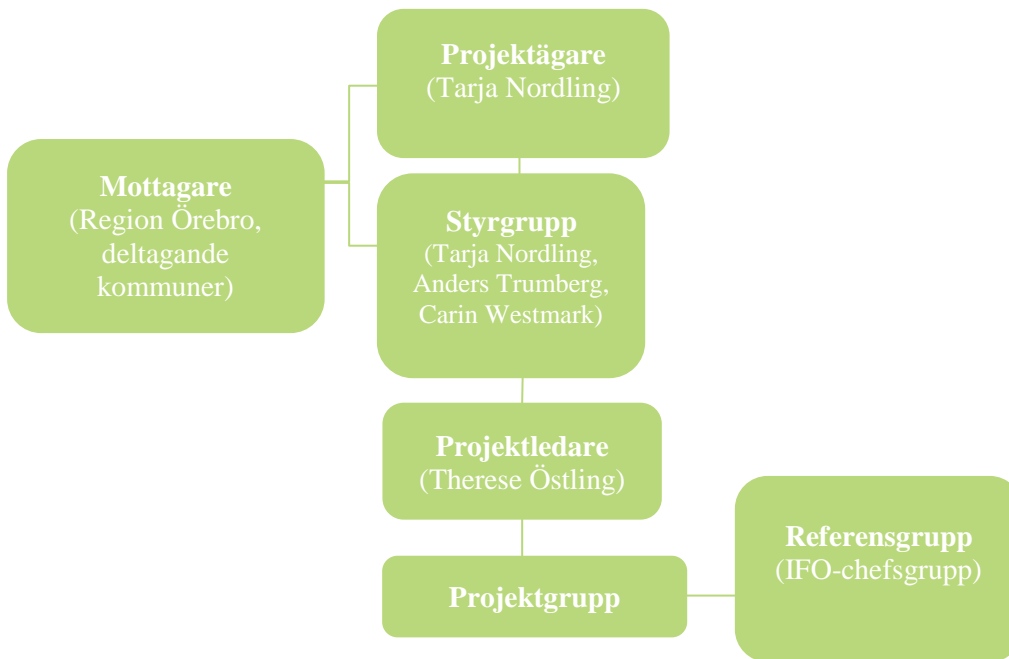 Projektägare
(Tarja Nordling)
Mottagare
(Region Örebro,
deltagande
kommuner)
Styrgrupp
(Tarja Nordling,
Anders Trumberg,
Carin Westmark)
Projektledare
(Therese Östling)
Referensgrupp
(IFO-chefsgrupp)
Projektgrupp